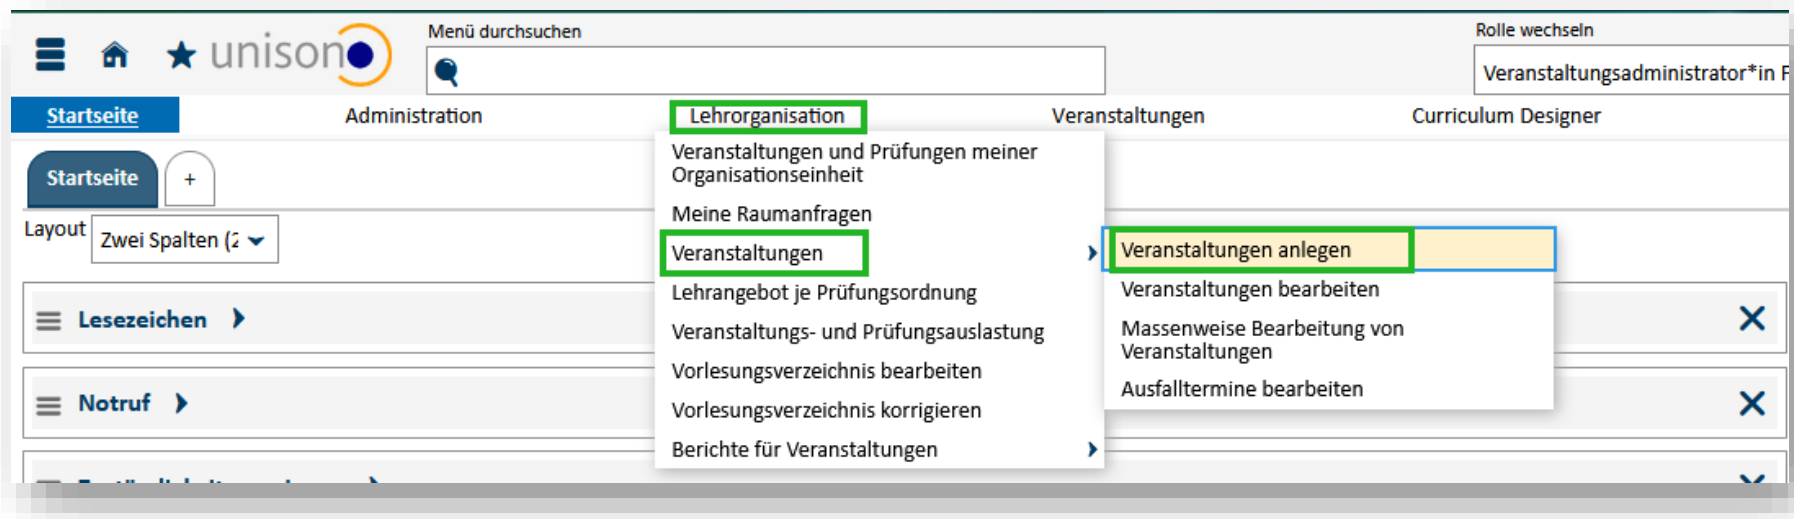 Menü durchsuchen
Rolle wechseln
unisono
Veranstaltungsadministrator*in F
Startseite
Administration
Lehrorganisation
Veranstaltungen
Curriculum Designer
Veranstaltungen und Prüfungen meiner
Organisationseinheit
Startseite
+
Meine Raumanfragen
Layout
Zwei Spalten (2
Veranstaltungen
Veranstaltungen anlegen
Lehrangebot je Prüfungsordnung
Veranstaltungen bearbeiten
Lesezeichen
Veranstaltungs- und Prüfungsauslastung
Massenweise Bearbeitung von
Veranstaltungen
Vorlesungsverzeichnis bearbeiten
Ausfalltermine bearbeiten
Notruf
Vorlesungsverzeichnis korrigieren
Berichte für Veranstaltungen